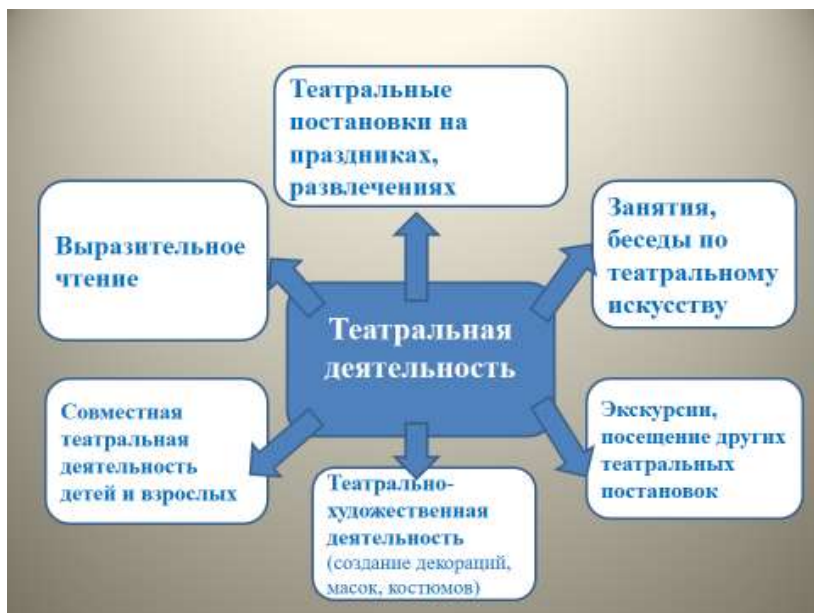 Театральные
постановки на
праздниках,
развлечениях
Выразительное
чтение
Занятия,
беседы по
театральному
искусству
Театральная
деятельность
Совместная
театральная
деятельность
детей и взрослых
Театрально-
художественная
деятельность
(создание декораций,
масок, костюмов)
Экскурсии,
посещение других
театральных
постановок